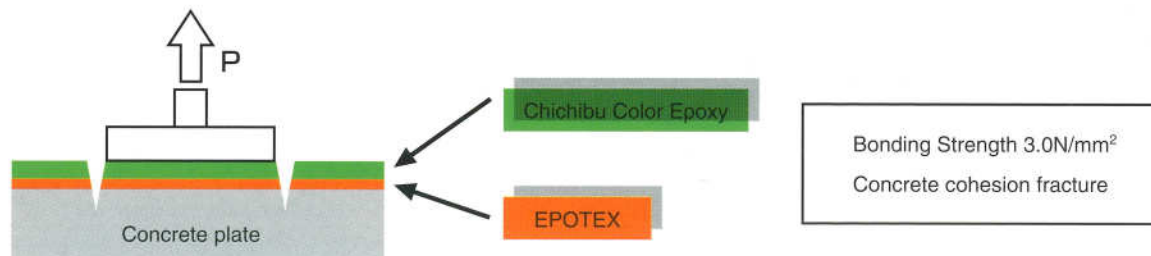 P
Chichibu Color Epoxy
EPOTEX
Concrete plate
Bonding Strength 3.0N/mm²
Concrete cohesion fracture